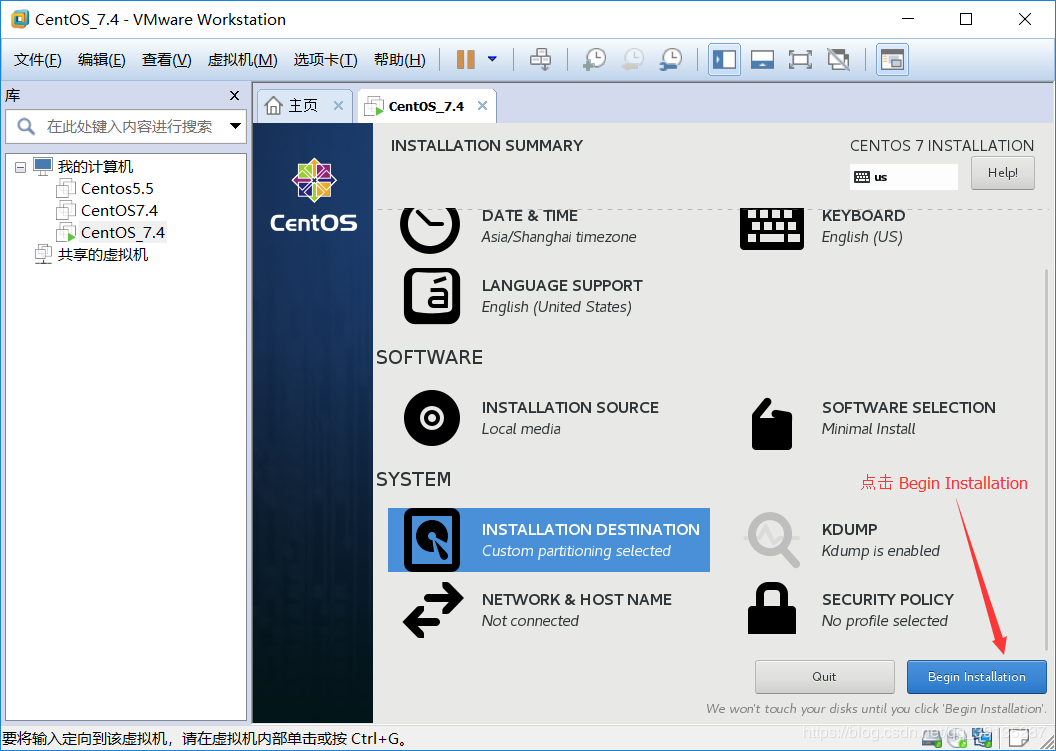 CentOS_7.4 - VMware Workstation
文件(F) 编辑(E) 查看(V) 虚拟机(M) 选项卡(T) 帮助(H)
库
在此处键入内容进行搜索
我的计算机
Centos5.5
CentOS7.4
CentOS_7.4
共享的虚拟机
主页
CentOS_7.4
CentOS
INSTALLATION SUMMARY
CENTOS 7 INSTALLATION
us
Help!
DATE & TIME
Asia/Shanghai timezone
KEYBOARD
English (US)
LANGUAGE SUPPORT
English (United States)
SOFTWARE
INSTALLATION SOURCE
Local media
SOFTWARE SELECTION
Minimal Install
SYSTEM
点击 Begin Installation
INSTALLATION DESTINATION
Custom partitioning selected
KDUMP
Kdump is enabled
NETWORK & HOST NAME
Not connected
SECURITY POLICY
No profile selected
Quit
Begin Installation
We won't touch your disks until you click 'Begin Installation'.
要将输入定向到该虚拟机，请在虚拟机内部单击或按 Ctrl+G。